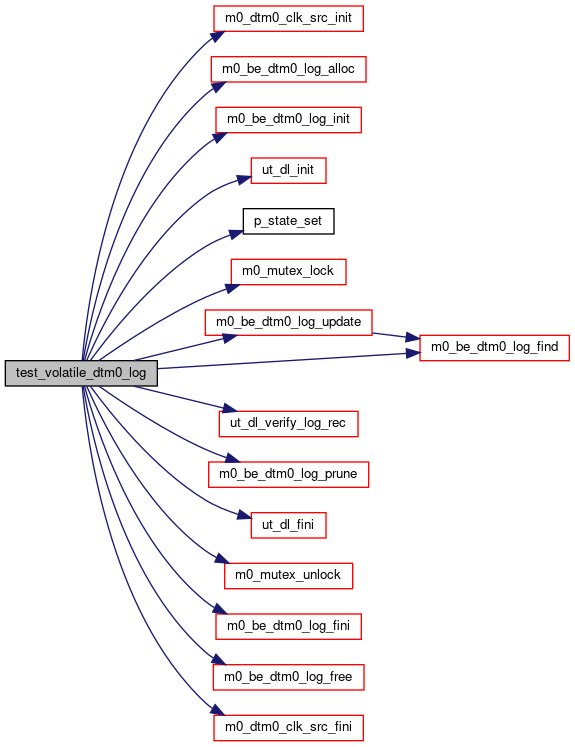 m0_dtm0_clk_src_init
m0_be_dtm0_log_alloc
m0_be_dtm0_log_init
ut_dl_init
p_state_set
m0_mutex_lock
m0_be_dtm0_log_update
m0_be_dtm0_log_find
test_volatile_dtm0_log
ut_dl_verify_log_rec
m0_be_dtm0_log_prune
ut_dl_fini
m0_mutex_unlock
m0_be_dtm0_log_fini
m0_be_dtm0_log_free
m0_dtm0_clk_src_fini